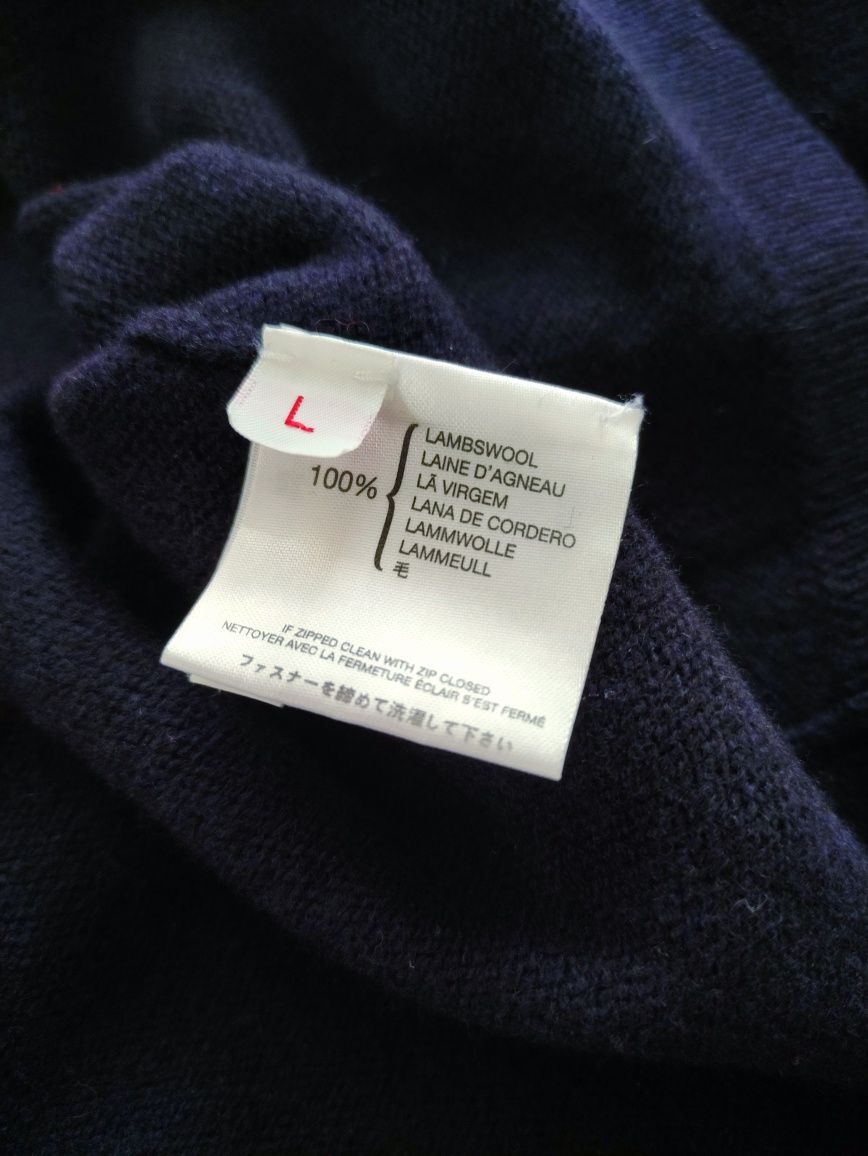 L
100%
LAMBSWOOL
LAINE D'AGNEAU
LÃ VIRGEM
LANA DE CORDERO
LAMMWOLLE
LAMMEULL
毛
IF ZIPPED CLEAN WITH ZIP CLOSED
NETTOYER AVEC LA FERMETURE ÉCLAIR S'EST FERMÉ
ファスナーを締めて洗濯して下さい